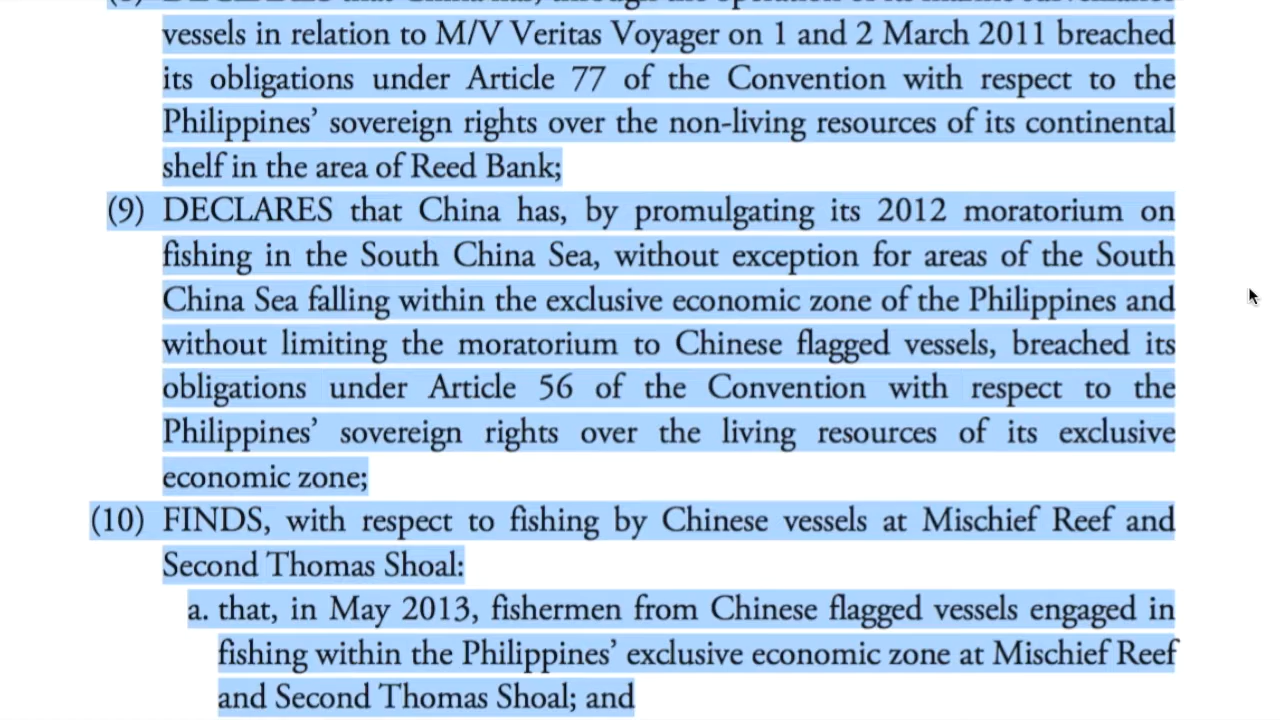 vessels in relation to M/V Veritas Voyager on 1 and 2 March 2011 breached
its obligations under Article 77 of the Convention with respect to the
Philippines’ sovereign rights over the non-living resources of its continental
shelf in the area of Reed Bank;
(9) DECLARES that China has, by promulgating its 2012 moratorium on
fishing in the South China Sea, without exception for areas of the South
China Sea falling within the exclusive economic zone of the Philippines and
without limiting the moratorium to Chinese flagged vessels, breached its
obligations under Article 56 of the Convention with respect to the
Philippines’ sovereign rights over the living resources of its exclusive
economic zone;
(10) FINDS, with respect to fishing by Chinese vessels at Mischief Reef and
Second Thomas Shoal:
a. that, in May 2013, fishermen from Chinese flagged vessels engaged in
fishing within the Philippines’ exclusive economic zone at Mischief Reef
and Second Thomas Shoal; and